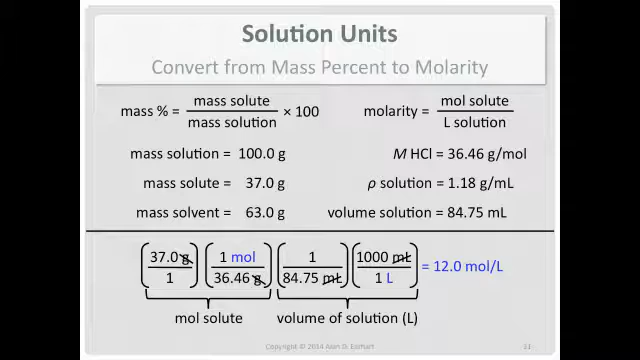 Solution Units
Convert from Mass Percent to Molarity
mass % = mass solute / mass solution × 100
molarity = mol solute / L solution
mass solution = 100.0 g
M HCl = 36.46 g/mol
mass solute = 37.0 g
ρ solution = 1.18 g/mL
mass solvent = 63.0 g
volume solution = 84.75 mL
(37.0 g / 1) (1 mol / 36.46 g) (1 / 84.75 mL) (1000 mL / 1 L) = 12.0 mol/L
mol solute
volume of solution (L)
Copyright © 2014 Alan D. Earhart